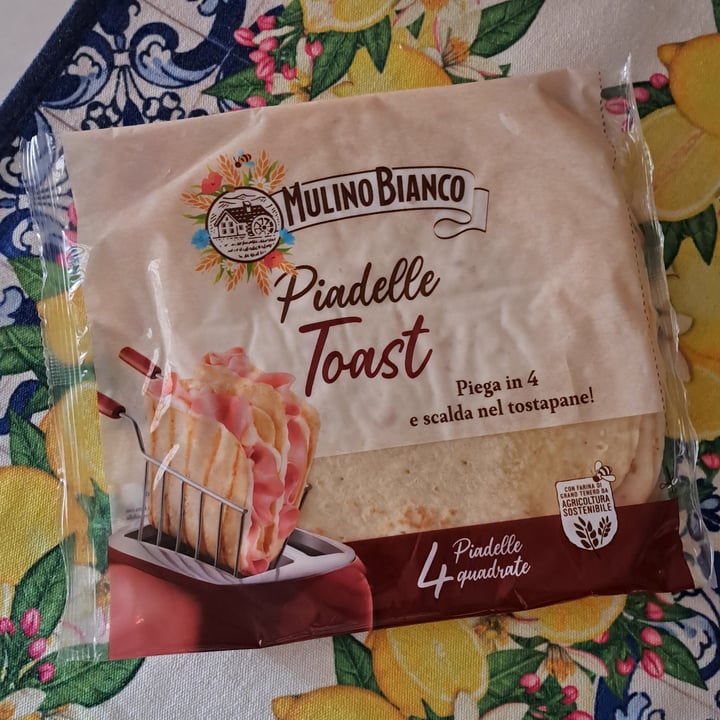 MULINO BIANCO
Piadelle
Toast
Piega in 4
e scalda nel tostapane!
CON FARINA DI
GRANO TENERO DA
AGRICOLTURA
SOSTENIBILE
4 Piadelle
quadrate